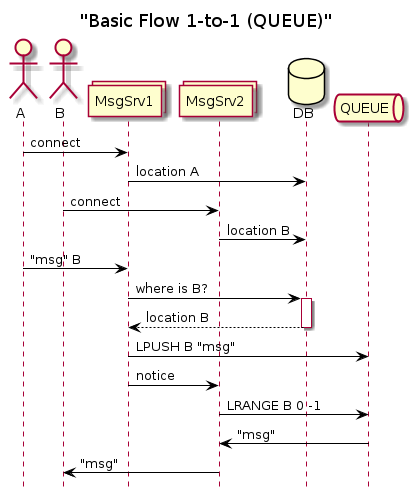 "Basic Flow 1-to-1 (QUEUE)"
A
B
MsgSrv1
MsgSrv2
DB
QUEUE
connect
location A
connect
location B
"msg" B
where is B?
location B
LPUSH B "msg"
notice
LRANGE B 0 -1
"msg"
"msg"